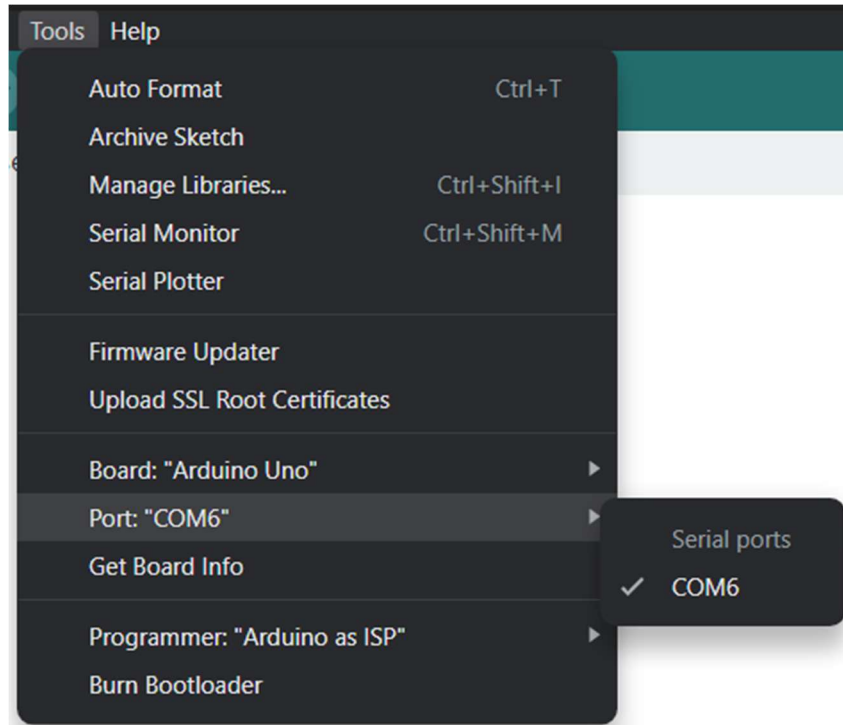 Tools Help
Auto Format Ctrl+T
Archive Sketch
Manage Libraries... Ctrl+Shift+I
Serial Monitor Ctrl+Shift+M
Serial Plotter
Firmware Updater
Upload SSL Root Certificates
Board: "Arduino Uno"
Port: "COM6"
Serial ports
COM6
Get Board Info
Programmer: "Arduino as ISP"
Burn Bootloader